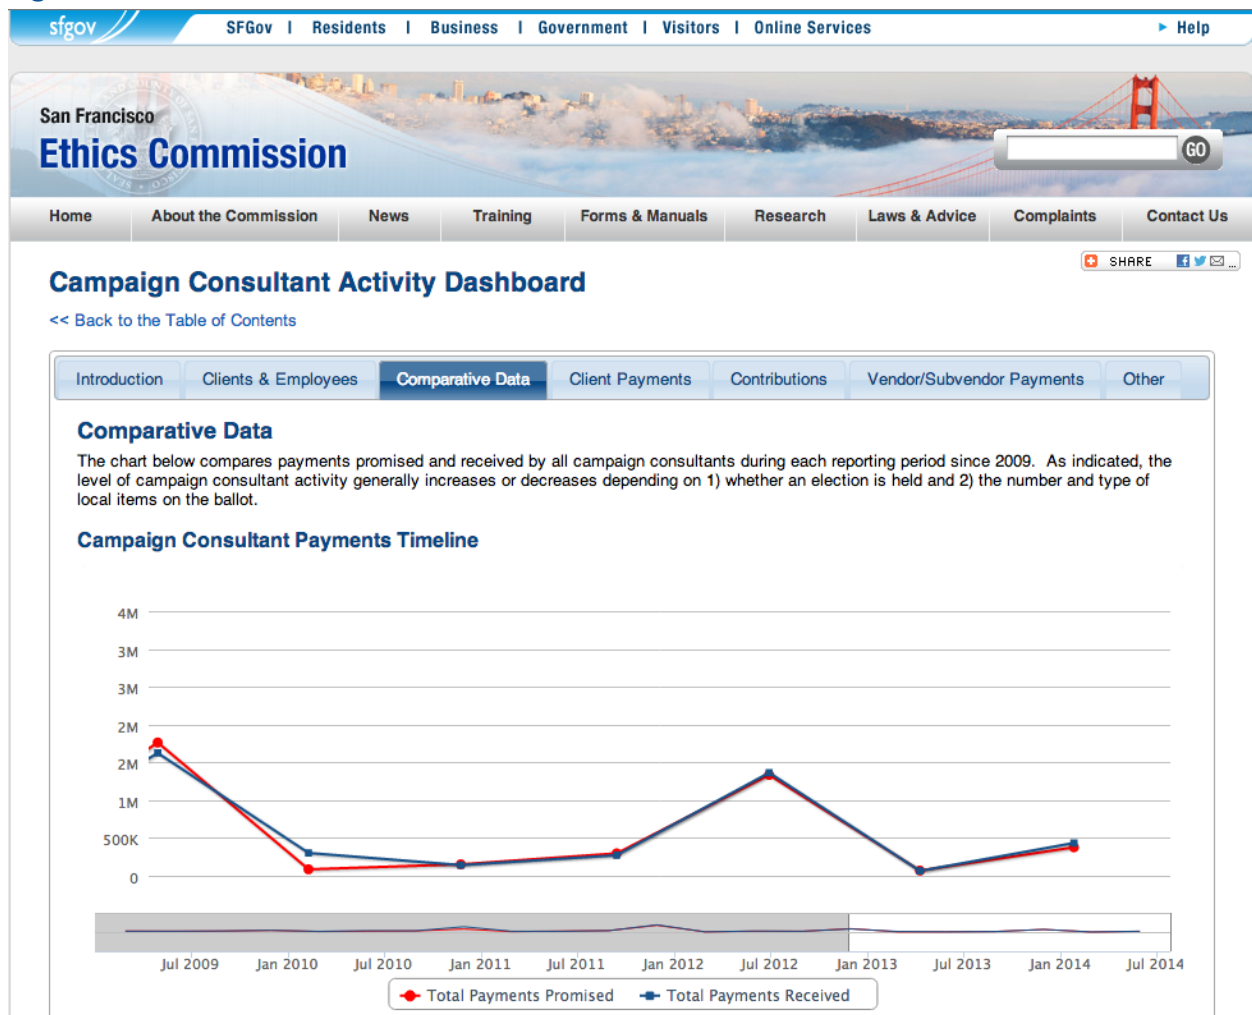 sfgov
SFGov | Residents | Business | Government | Visitors | Online Services
Help
San Francisco
Ethics Commission
GO
Home About the Commission News Training Forms & Manuals Research Laws & Advice Complaints Contact Us
SHARE ...
Campaign Consultant Activity Dashboard
<< Back to the Table of Contents
Introduction Clients & Employees Comparative Data Client Payments Contributions Vendor/Subvendor Payments Other
Comparative Data
The chart below compares payments promised and received by all campaign consultants during each reporting period since 2009. As indicated, the
level of campaign consultant activity generally increases or decreases depending on 1) whether an election is held and 2) the number and type of
local items on the ballot.
Campaign Consultant Payments Timeline
4M
3M
3M
2M
2M
1M
500K
0
Jul 2009 Jan 2010 Jul 2010 Jan 2011 Jul 2011 Jan 2012 Jul 2012 Jan 2013 Jul 2013 Jan 2014 Jul 2014
Total Payments Promised Total Payments Received